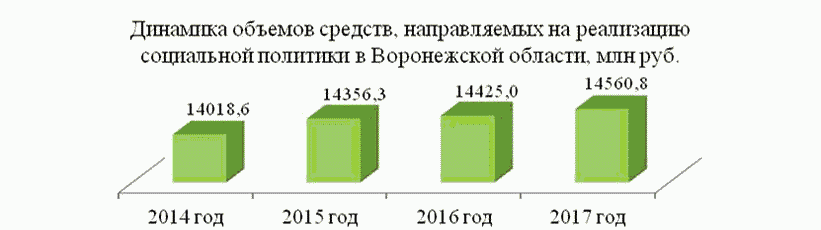 Динамика объемов средств, направляемых на реализацию
социальной политики в Воронежской области, млн руб.
14018,6 14356,3 14425,0 14560,8
2014 год 2015 год 2016 год 2017 год